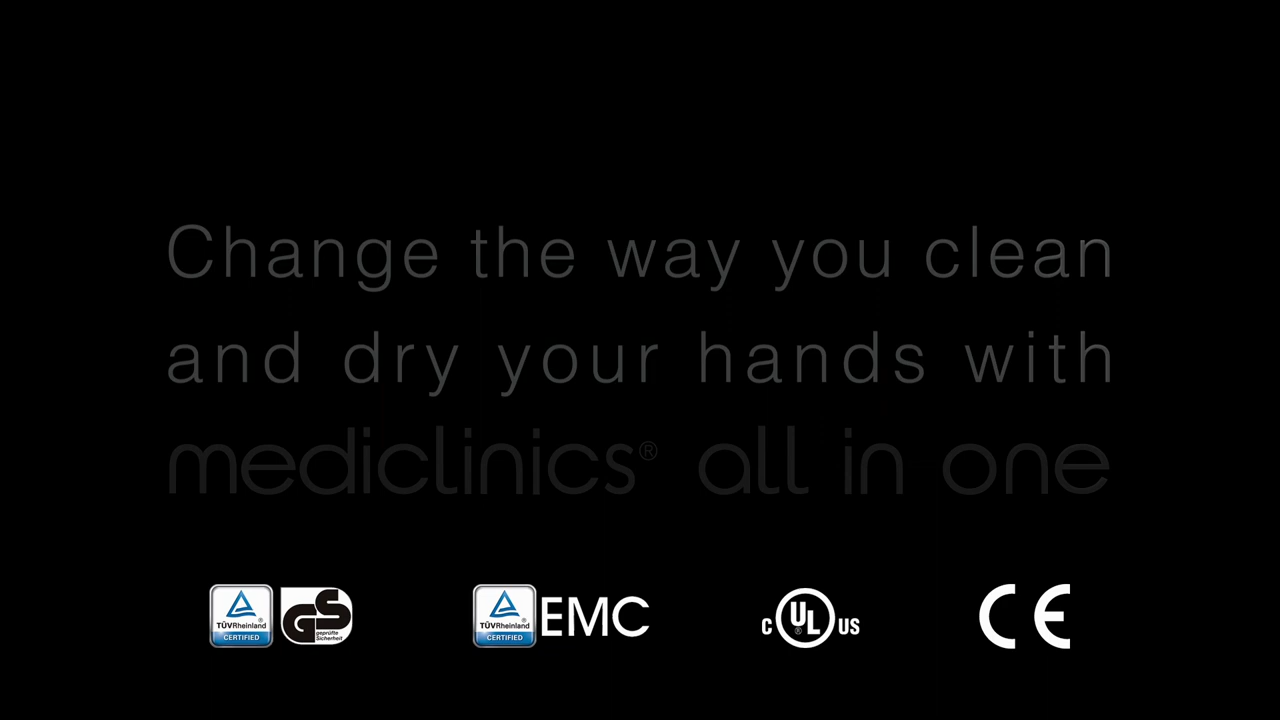 Change the way you clean
and dry your hands with
mediclinics® all in one
TÜVRheinland® CERTIFIED GS geprüfte Sicherheit
TÜVRheinland® CERTIFIED EMC
c UL® US
CE